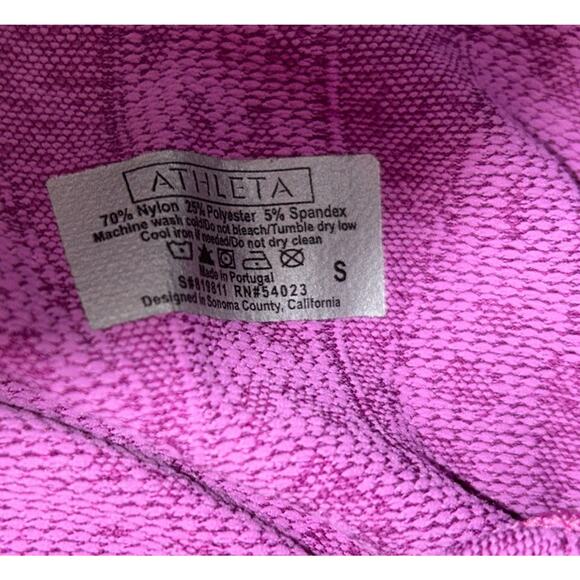 ATHLETA
70% Nylon 25% Polyester 5% Spandex
Machine wash cold/Do not bleach/Tumble dry low
Cool iron if needed/Do not dry clean
Made in Portugal
S
S#819811 RN#54023
Designed in Sonoma County, California